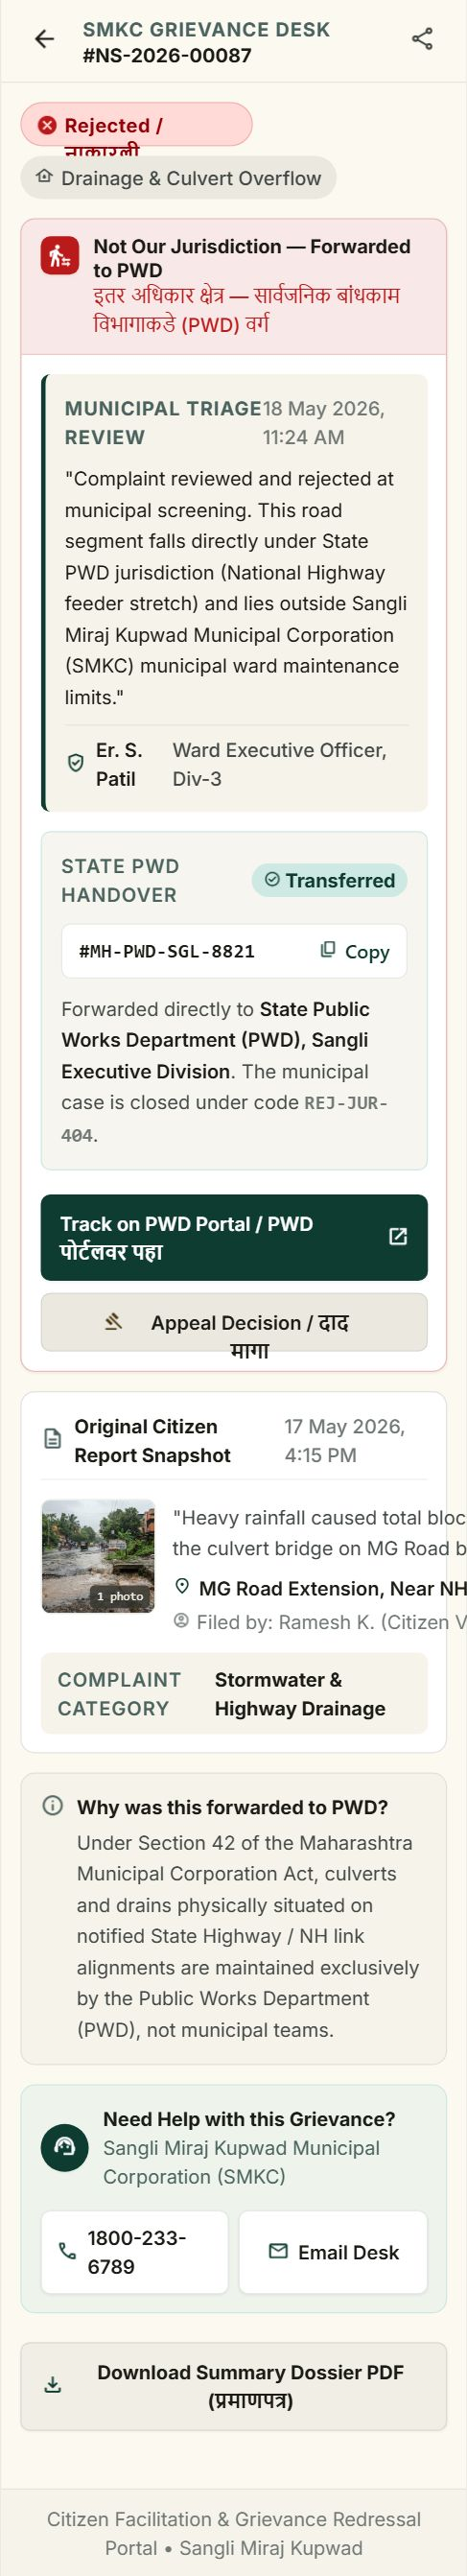 SMKC GRIEVANCE DESK
#NS-2026-00087
Rejected /
नाकारली
Drainage & Culvert Overflow
Not Our Jurisdiction — Forwarded
to PWD
इतर अधिकार क्षेत्र — सार्वजनिक बांधकाम
विभागाकडे (PWD) वर्ग
MUNICIPAL TRIAGE 18 May 2026,
REVIEW 11:24 AM
"Complaint reviewed and rejected at
municipal screening. This road
segment falls directly under State
PWD jurisdiction (National Highway
feeder stretch) and lies outside Sangli
Miraj Kupwad Municipal Corporation
(SMKC) municipal ward maintenance
limits."
Er. S. Ward Executive Officer,
Patil Div-3
STATE PWD
HANDOVER
Transferred
#MH-PWD-SGL-8821 Copy
Forwarded directly to State Public
Works Department (PWD), Sangli
Executive Division. The municipal
case is closed under code REJ-JUR-
404.
Track on PWD Portal / PWD
पोर्टलवर पहा
Appeal Decision / दाद
मागा
Original Citizen 17 May 2026,
Report Snapshot 4:15 PM
"Heavy rainfall caused total bloc
the culvert bridge on MG Road b
1 photo
MG Road Extension, Near NH
Filed by: Ramesh K. (Citizen V
COMPLAINT Stormwater &
CATEGORY Highway Drainage
Why was this forwarded to PWD?
Under Section 42 of the Maharashtra
Municipal Corporation Act, culverts
and drains physically situated on
notified State Highway / NH link
alignments are maintained exclusively
by the Public Works Department
(PWD), not municipal teams.
Need Help with this Grievance?
Sangli Miraj Kupwad Municipal
Corporation (SMKC)
1800-233-
6789
Email Desk
Download Summary Dossier PDF
(प्रमाणपत्र)
Citizen Facilitation & Grievance Redressal
Portal • Sangli Miraj Kupwad